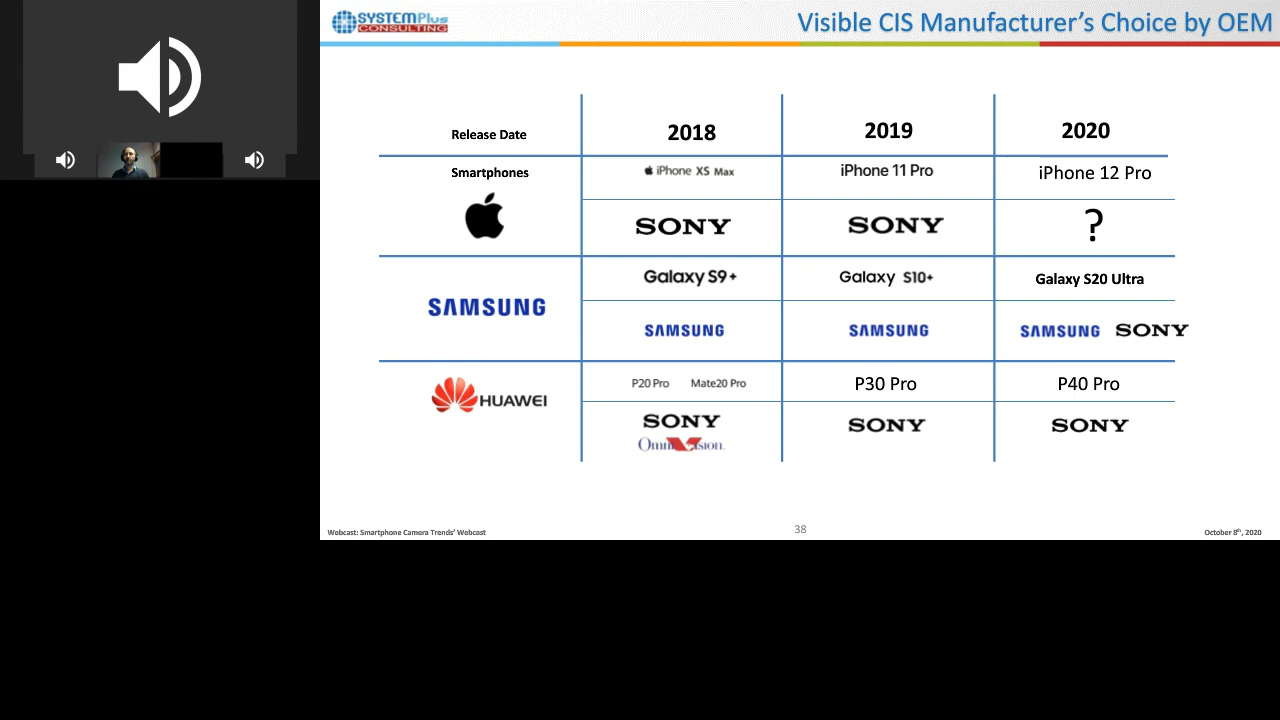 SYSTEMPlus
CONSULTING
Visible CIS Manufacturer's Choice by OEM
Release Date 2018 2019 2020
Smartphones iPhone XS Max iPhone 11 Pro iPhone 12 Pro
SONY SONY ?
Galaxy S9+ Galaxy S10+ Galaxy S20 Ultra
SAMSUNG
SAMSUNG SAMSUNG SAMSUNG SONY
P20 Pro Mate20 Pro P30 Pro P40 Pro
HUAWEI
SONY SONY SONY
OmniVision.
Webcast: Smartphone Camera Trends' Webcast 38 October 8th, 2020